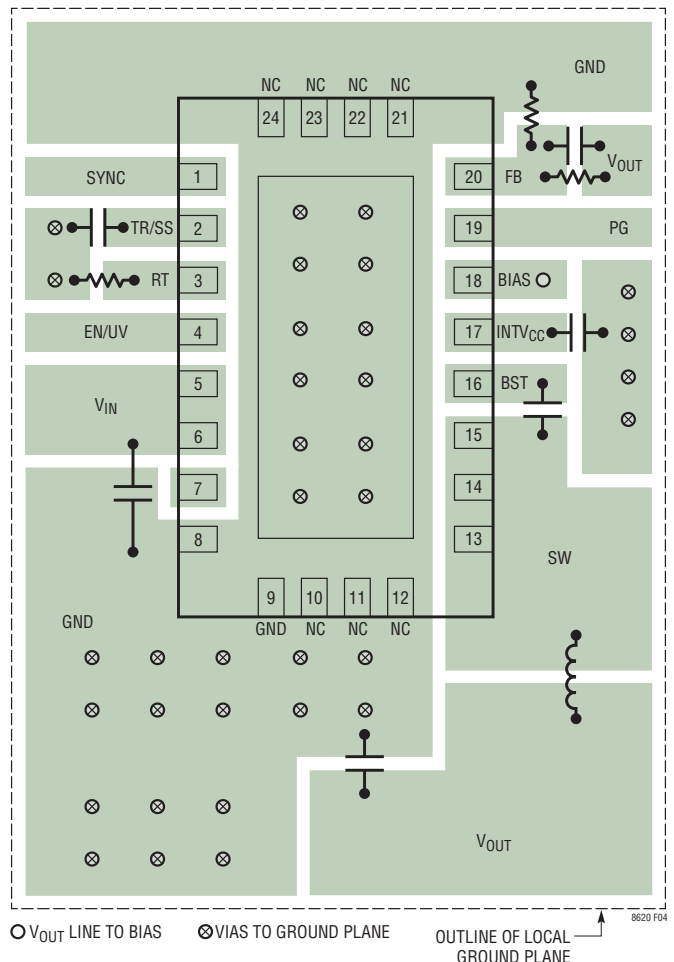 GND
NC NC NC NC
24 23 22 21
SYNC 1 20 FB VOUT
TR/SS 2 19 PG
RT 3 18 BIAS
EN/UV 4 17 INTVCC
VIN 5 16 BST
6 15
7 14
8 13 SW
9 10 11 12
GND NC NC NC
GND
VOUT
8620 F04
VOUT LINE TO BIAS VIAS TO GROUND PLANE OUTLINE OF LOCAL
GROUND PLANE